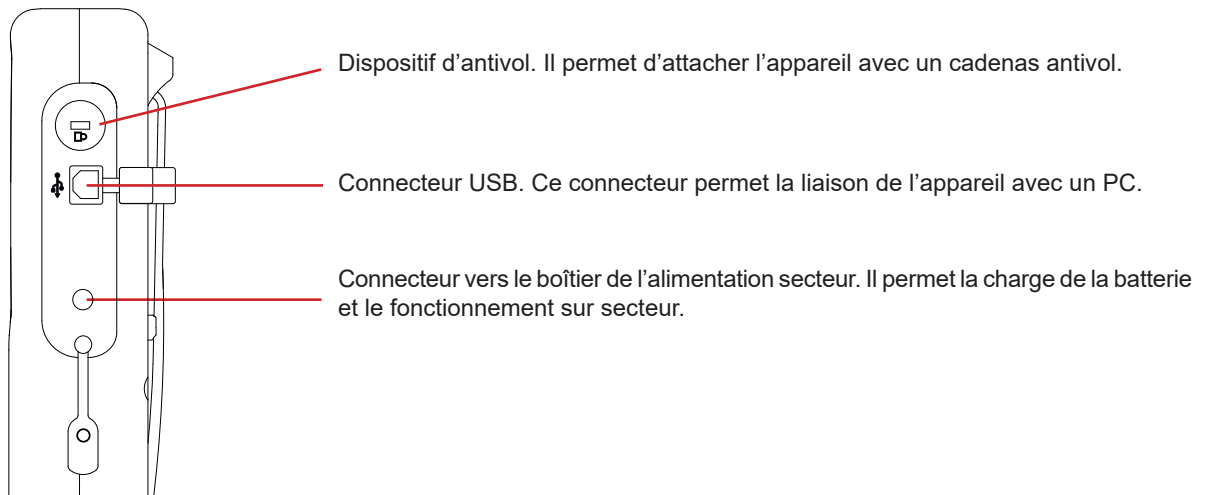 Dispositif d’antivol. Il permet d’attacher l’appareil avec un cadenas antivol.
Connecteur USB. Ce connecteur permet la liaison de l’appareil avec un PC.
Connecteur vers le boîtier de l’alimentation secteur. Il permet la charge de la batterie
et le fonctionnement sur secteur.